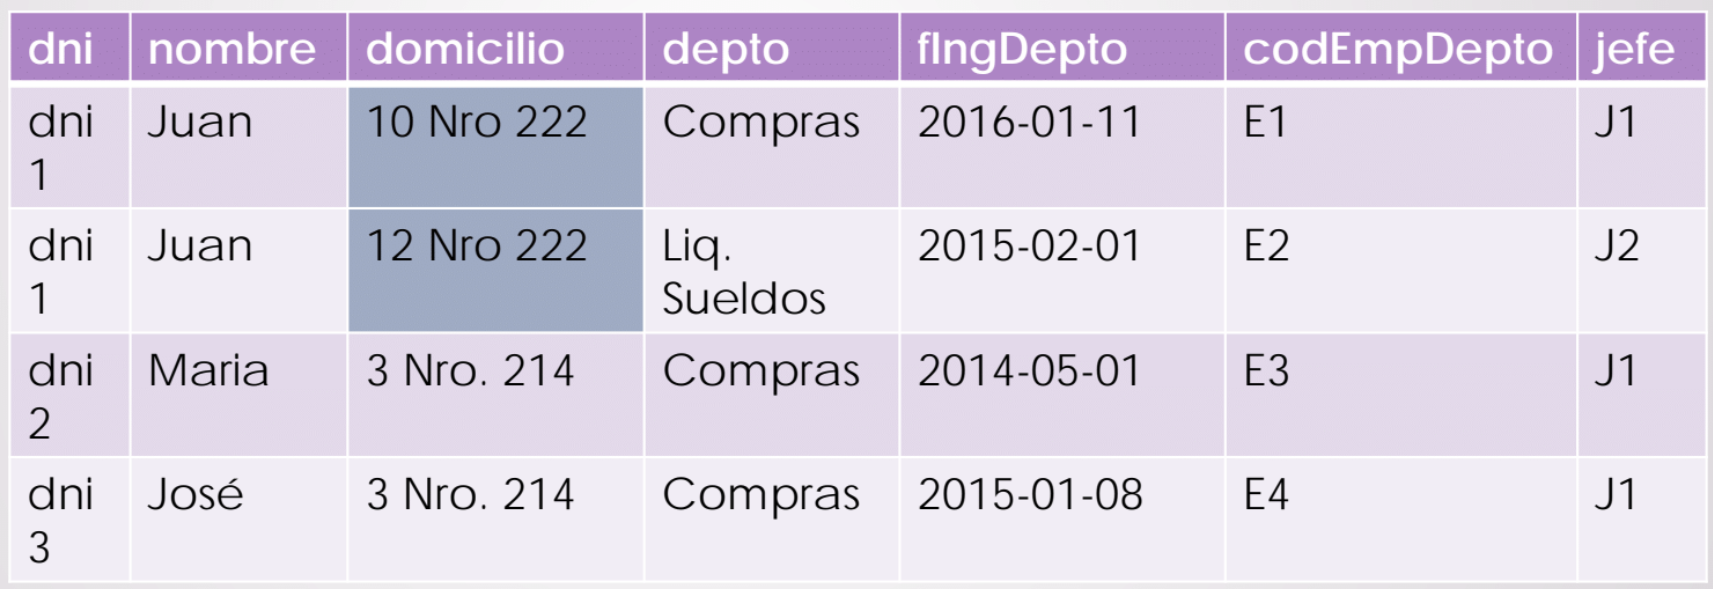 dni nombre domicilio depto fIngDepto codEmpDepto jefe
dni Juan 10 Nro 222 Compras 2016-01-11 E1 J1
1
dni Juan 12 Nro 222 Liq. 2015-02-01 E2 J2
1 Sueldos
dni Maria 3 Nro. 214 Compras 2014-05-01 E3 J1
2
dni José 3 Nro. 214 Compras 2015-01-08 E4 J1
3